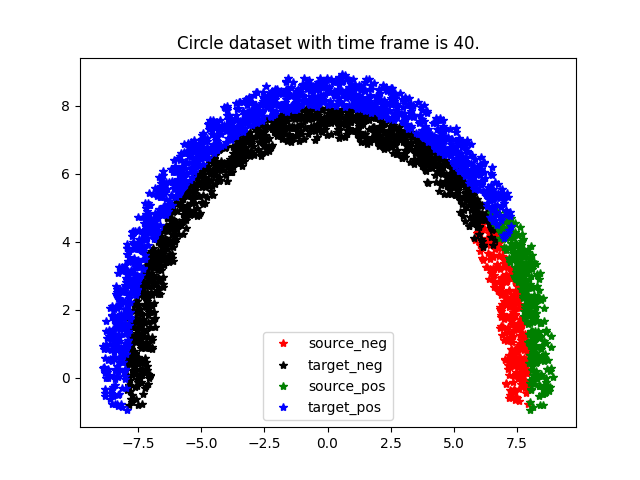 Circle dataset with time frame is 40.
8
6
4
2
0
−7.5 −5.0 −2.5 0.0 2.5 5.0 7.5
source_neg
target_neg
source_pos
target_pos